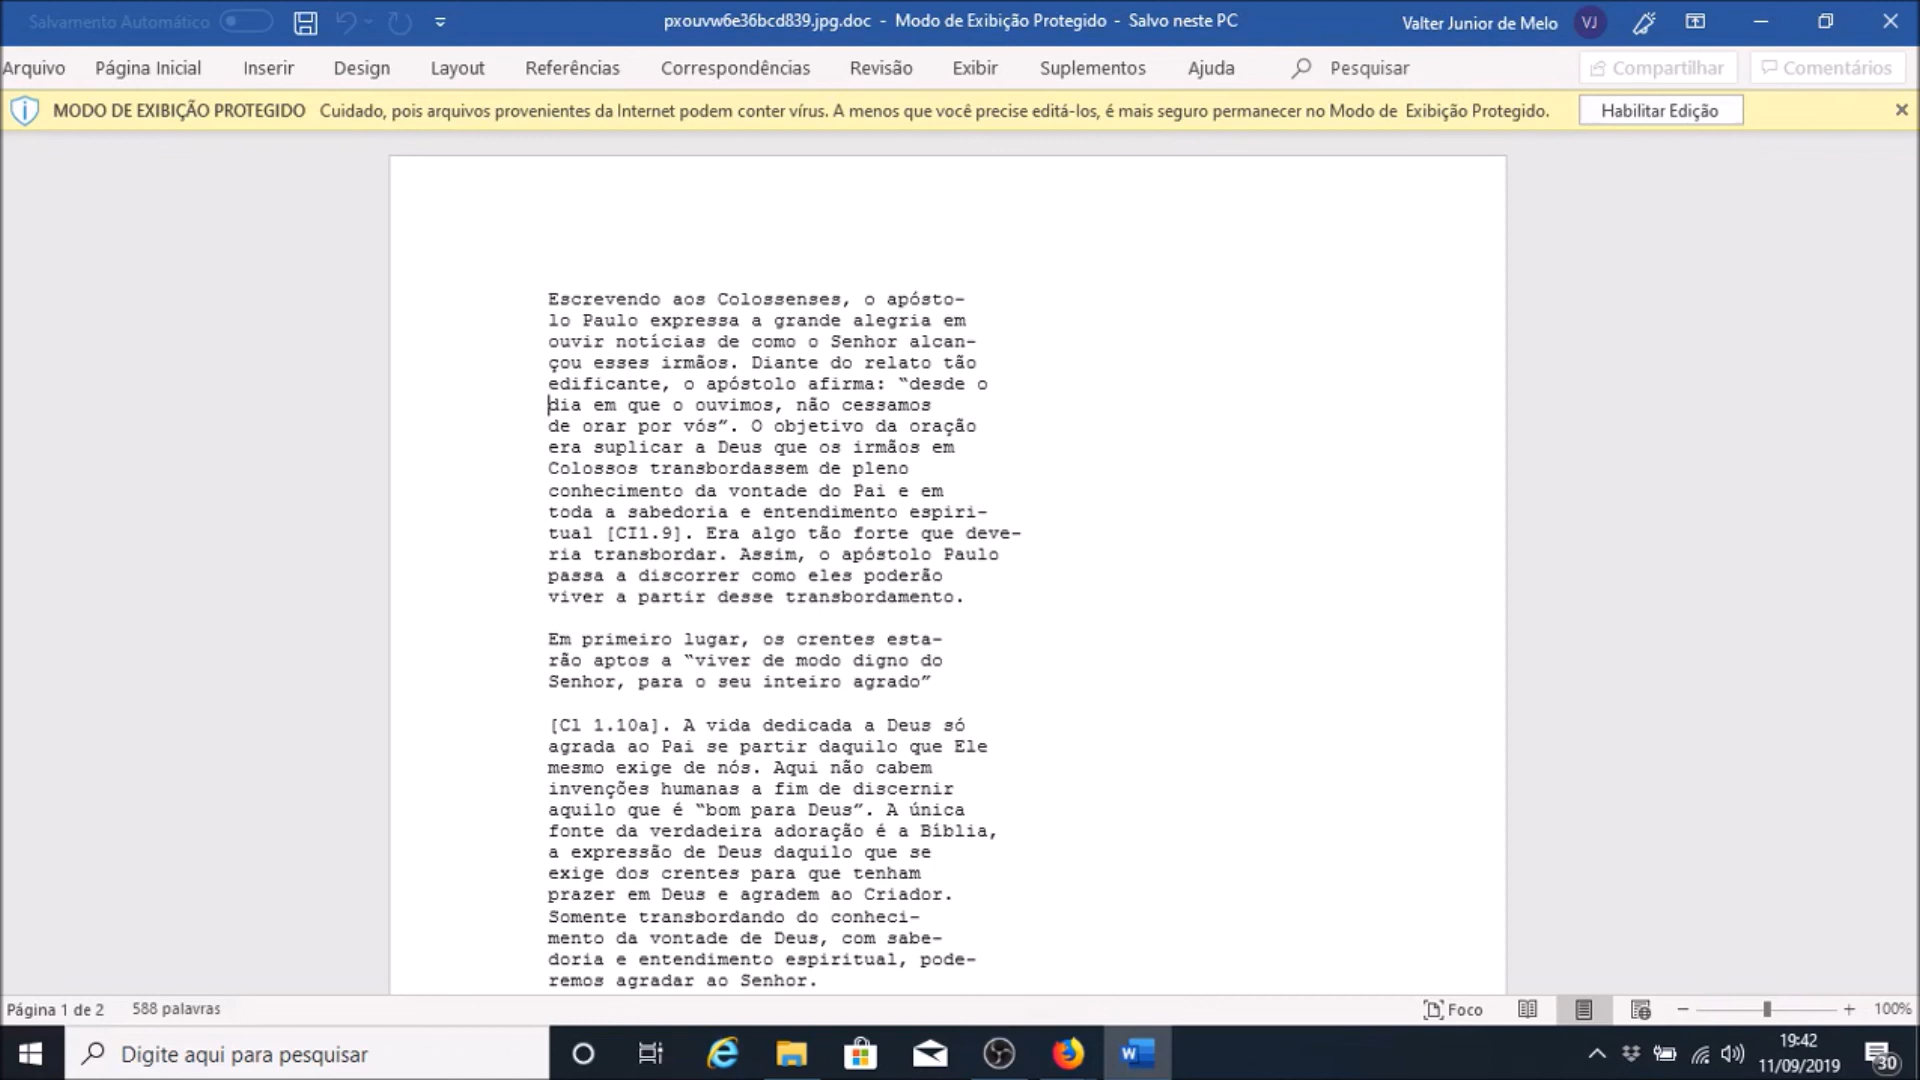 Salvamento Automático
pxouvw6e36bcd839.jpg.doc - Modo de Exibição Protegido - Salvo neste PC
Valter Junior de Melo
VJ
Arquivo Página Inicial Inserir Design Layout Referências Correspondências Revisão Exibir Suplementos Ajuda Pesquisar Compartilhar Comentários
MODO DE EXIBIÇÃO PROTEGIDO Cuidado, pois arquivos provenientes da Internet podem conter vírus. A menos que você precise editá-los, é mais seguro permanecer no Modo de Exibição Protegido. Habilitar Edição
Escrevendo aos Colossenses, o apósto-
lo Paulo expressa a grande alegria em
ouvir notícias de como o Senhor alcan-
çou esses irmãos. Diante do relato tão
edificante, o apóstolo afirma: “desde o
dia em que o ouvimos, não cessamos
de orar por vós”. O objetivo da oração
era suplicar a Deus que os irmãos em
Colossos transbordassem de pleno
conhecimento da vontade do Pai e em
toda a sabedoria e entendimento espiri-
tual [CI1.9]. Era algo tão forte que deve-
ria transbordar. Assim, o apóstolo Paulo
passa a discorrer como eles poderão
viver a partir desse transbordamento.
Em primeiro lugar, os crentes esta-
rão aptos a “viver de modo digno do
Senhor, para o seu inteiro agrado”
[Cl 1.10a]. A vida dedicada a Deus só
agrada ao Pai se partir daquilo que Ele
mesmo exige de nós. Aqui não cabem
invenções humanas a fim de discernir
aquilo que é “bom para Deus”. A única
fonte da verdadeira adoração é a Bíblia,
a expressão de Deus daquilo que se
exige dos crentes para que tenham
prazer em Deus e agradem ao Criador.
Somente transbordando do conheci-
mento da vontade de Deus, com sabe-
doria e entendimento espiritual, pode-
remos agradar ao Senhor.
Página 1 de 2 588 palavras Foco 100%
Digite aqui para pesquisar
19:42
11/09/2019
30